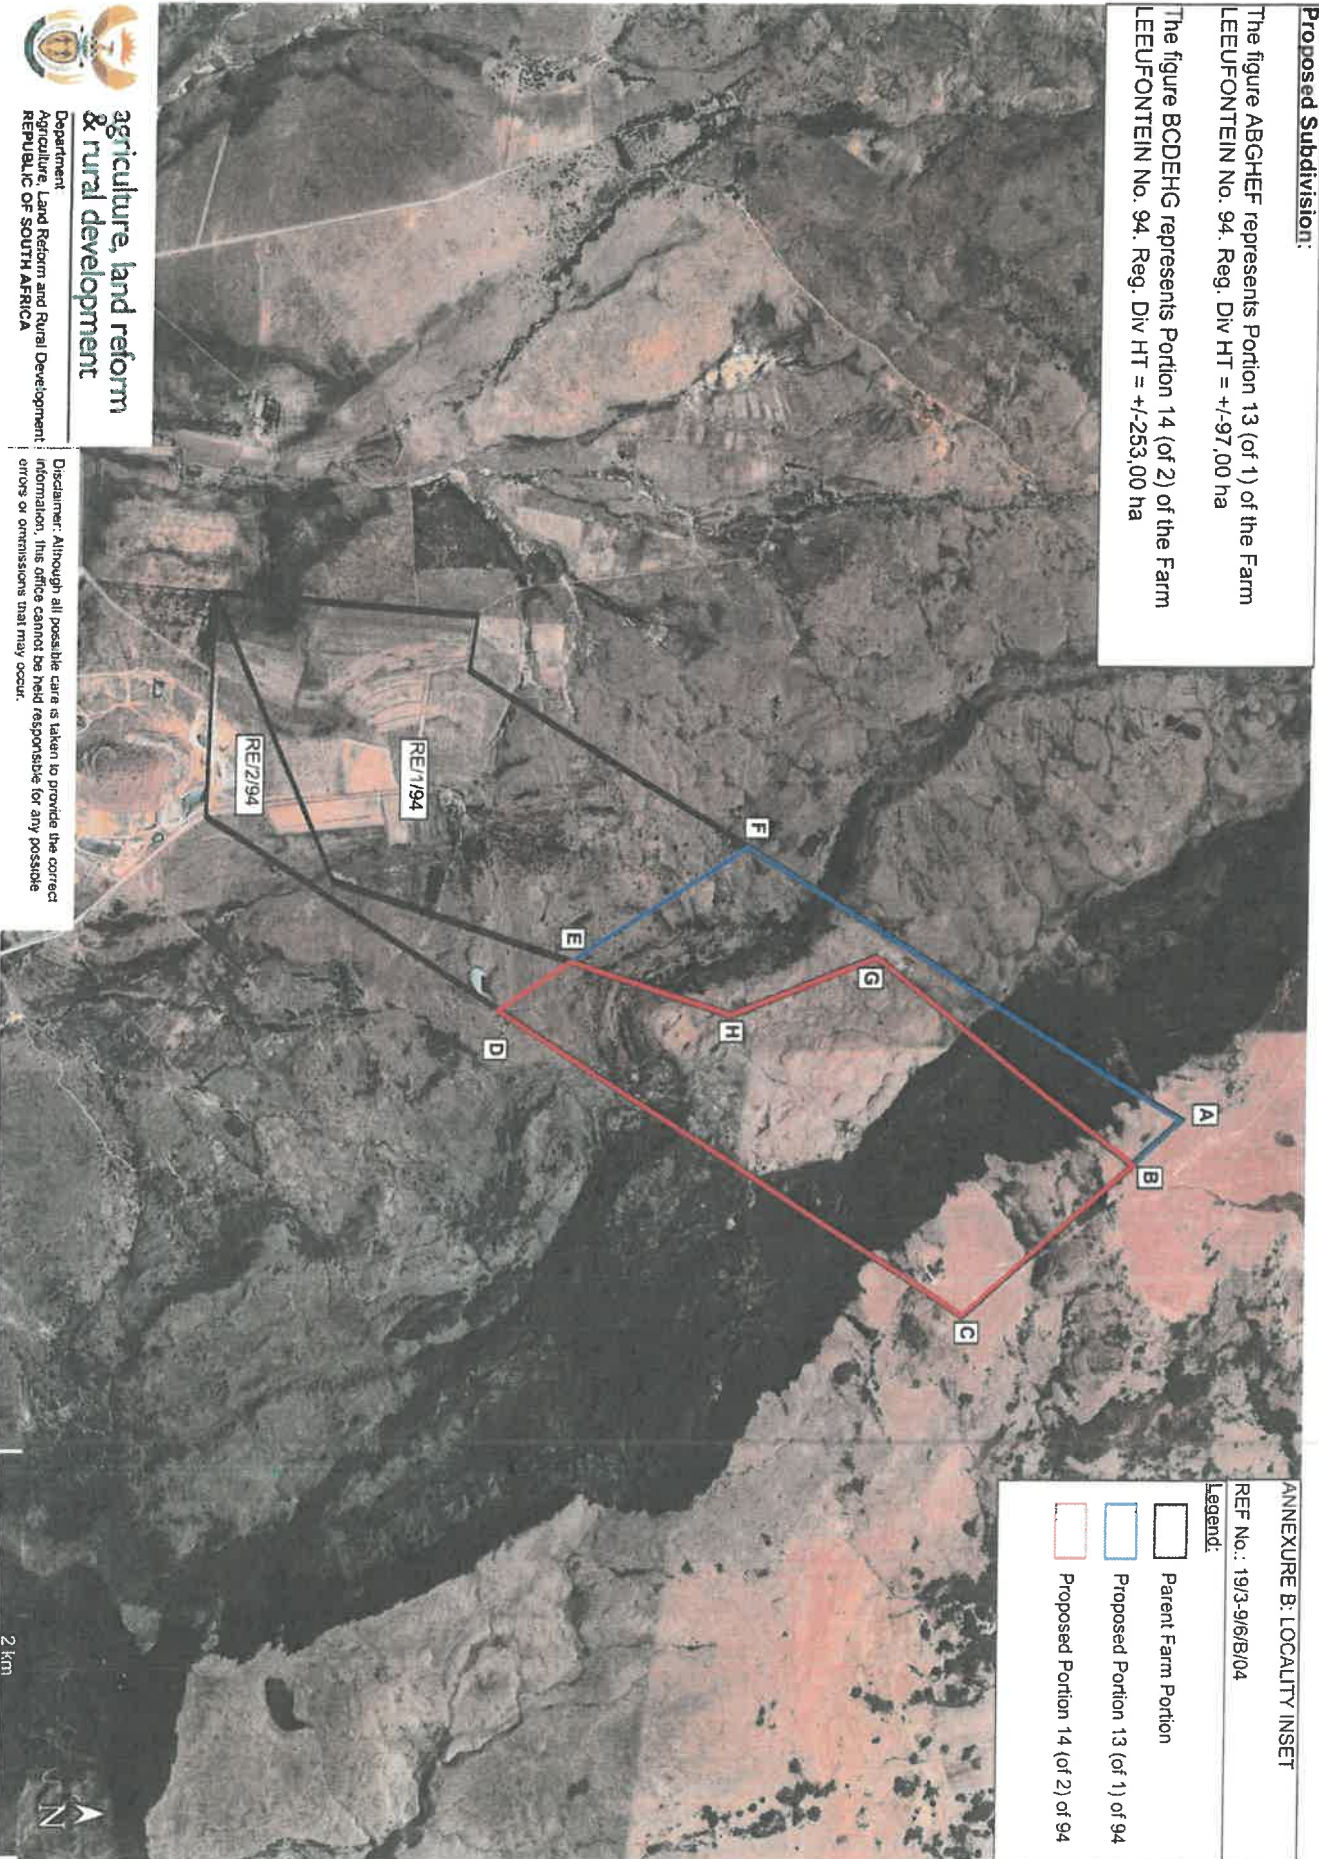 Proposed Subdivision:
The figure ABGHEF represents Portion 13 (of 1) of the Farm
LEEUFONTEIN No. 94. Reg. Div HT = +/-97,00 ha
The figure BCDEHG represents Portion 14 (of 2) of the Farm
LEEUFONTEIN No. 94. Reg. Div HT = +/-253,00 ha
ANNEXURE B: LOCALITY INSET
REF No.: 19/3-9/6/B/04
Legend:
Parent Farm Portion
Proposed Portion 13 (of 1) of 94
Proposed Portion 14 (of 2) of 94
A
B
C
G
H
F
E
D
RE/1/94
RE/2/94
agriculture, land reform
& rural development
Department
Agriculture, Land Reform and Rural Development
REPUBLIC OF SOUTH AFRICA
Disclaimer: Although all possible care is taken to provide the correct
information, this office cannot be held responsible for any possible
errors or ommissions that may occur.
2 km
N